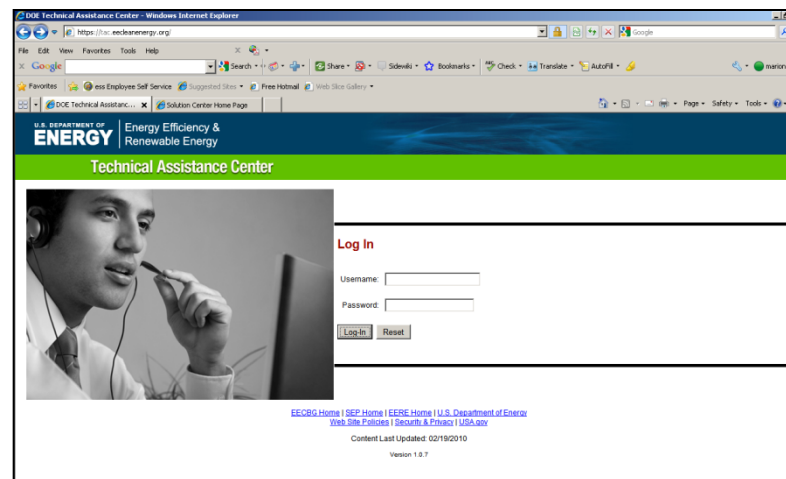 DOE Technical Assistance Center - Windows Internet Explorer
https://tac.eecleanenergy.org/
Google
File Edit View Favorites Tools Help
x Google Search Share Sidewiki Bookmarks Check Translate AutoFill marion
Favorites ess Employee Self Service Suggested Sites Free Hotmail Web Slice Gallery
DOE Technical Assistanc... Solution Center Home Page Page Safety Tools
U.S. DEPARTMENT OF
ENERGY
Energy Efficiency &
Renewable Energy
Technical Assistance Center
Log In
Username:
Password:
Log-In Reset
EECBG Home | SEP Home | EERE Home | U.S. Department of Energy
Web Site Policies | Security & Privacy | USA.gov
Content Last Updated: 02/19/2010
Version 1.0.7